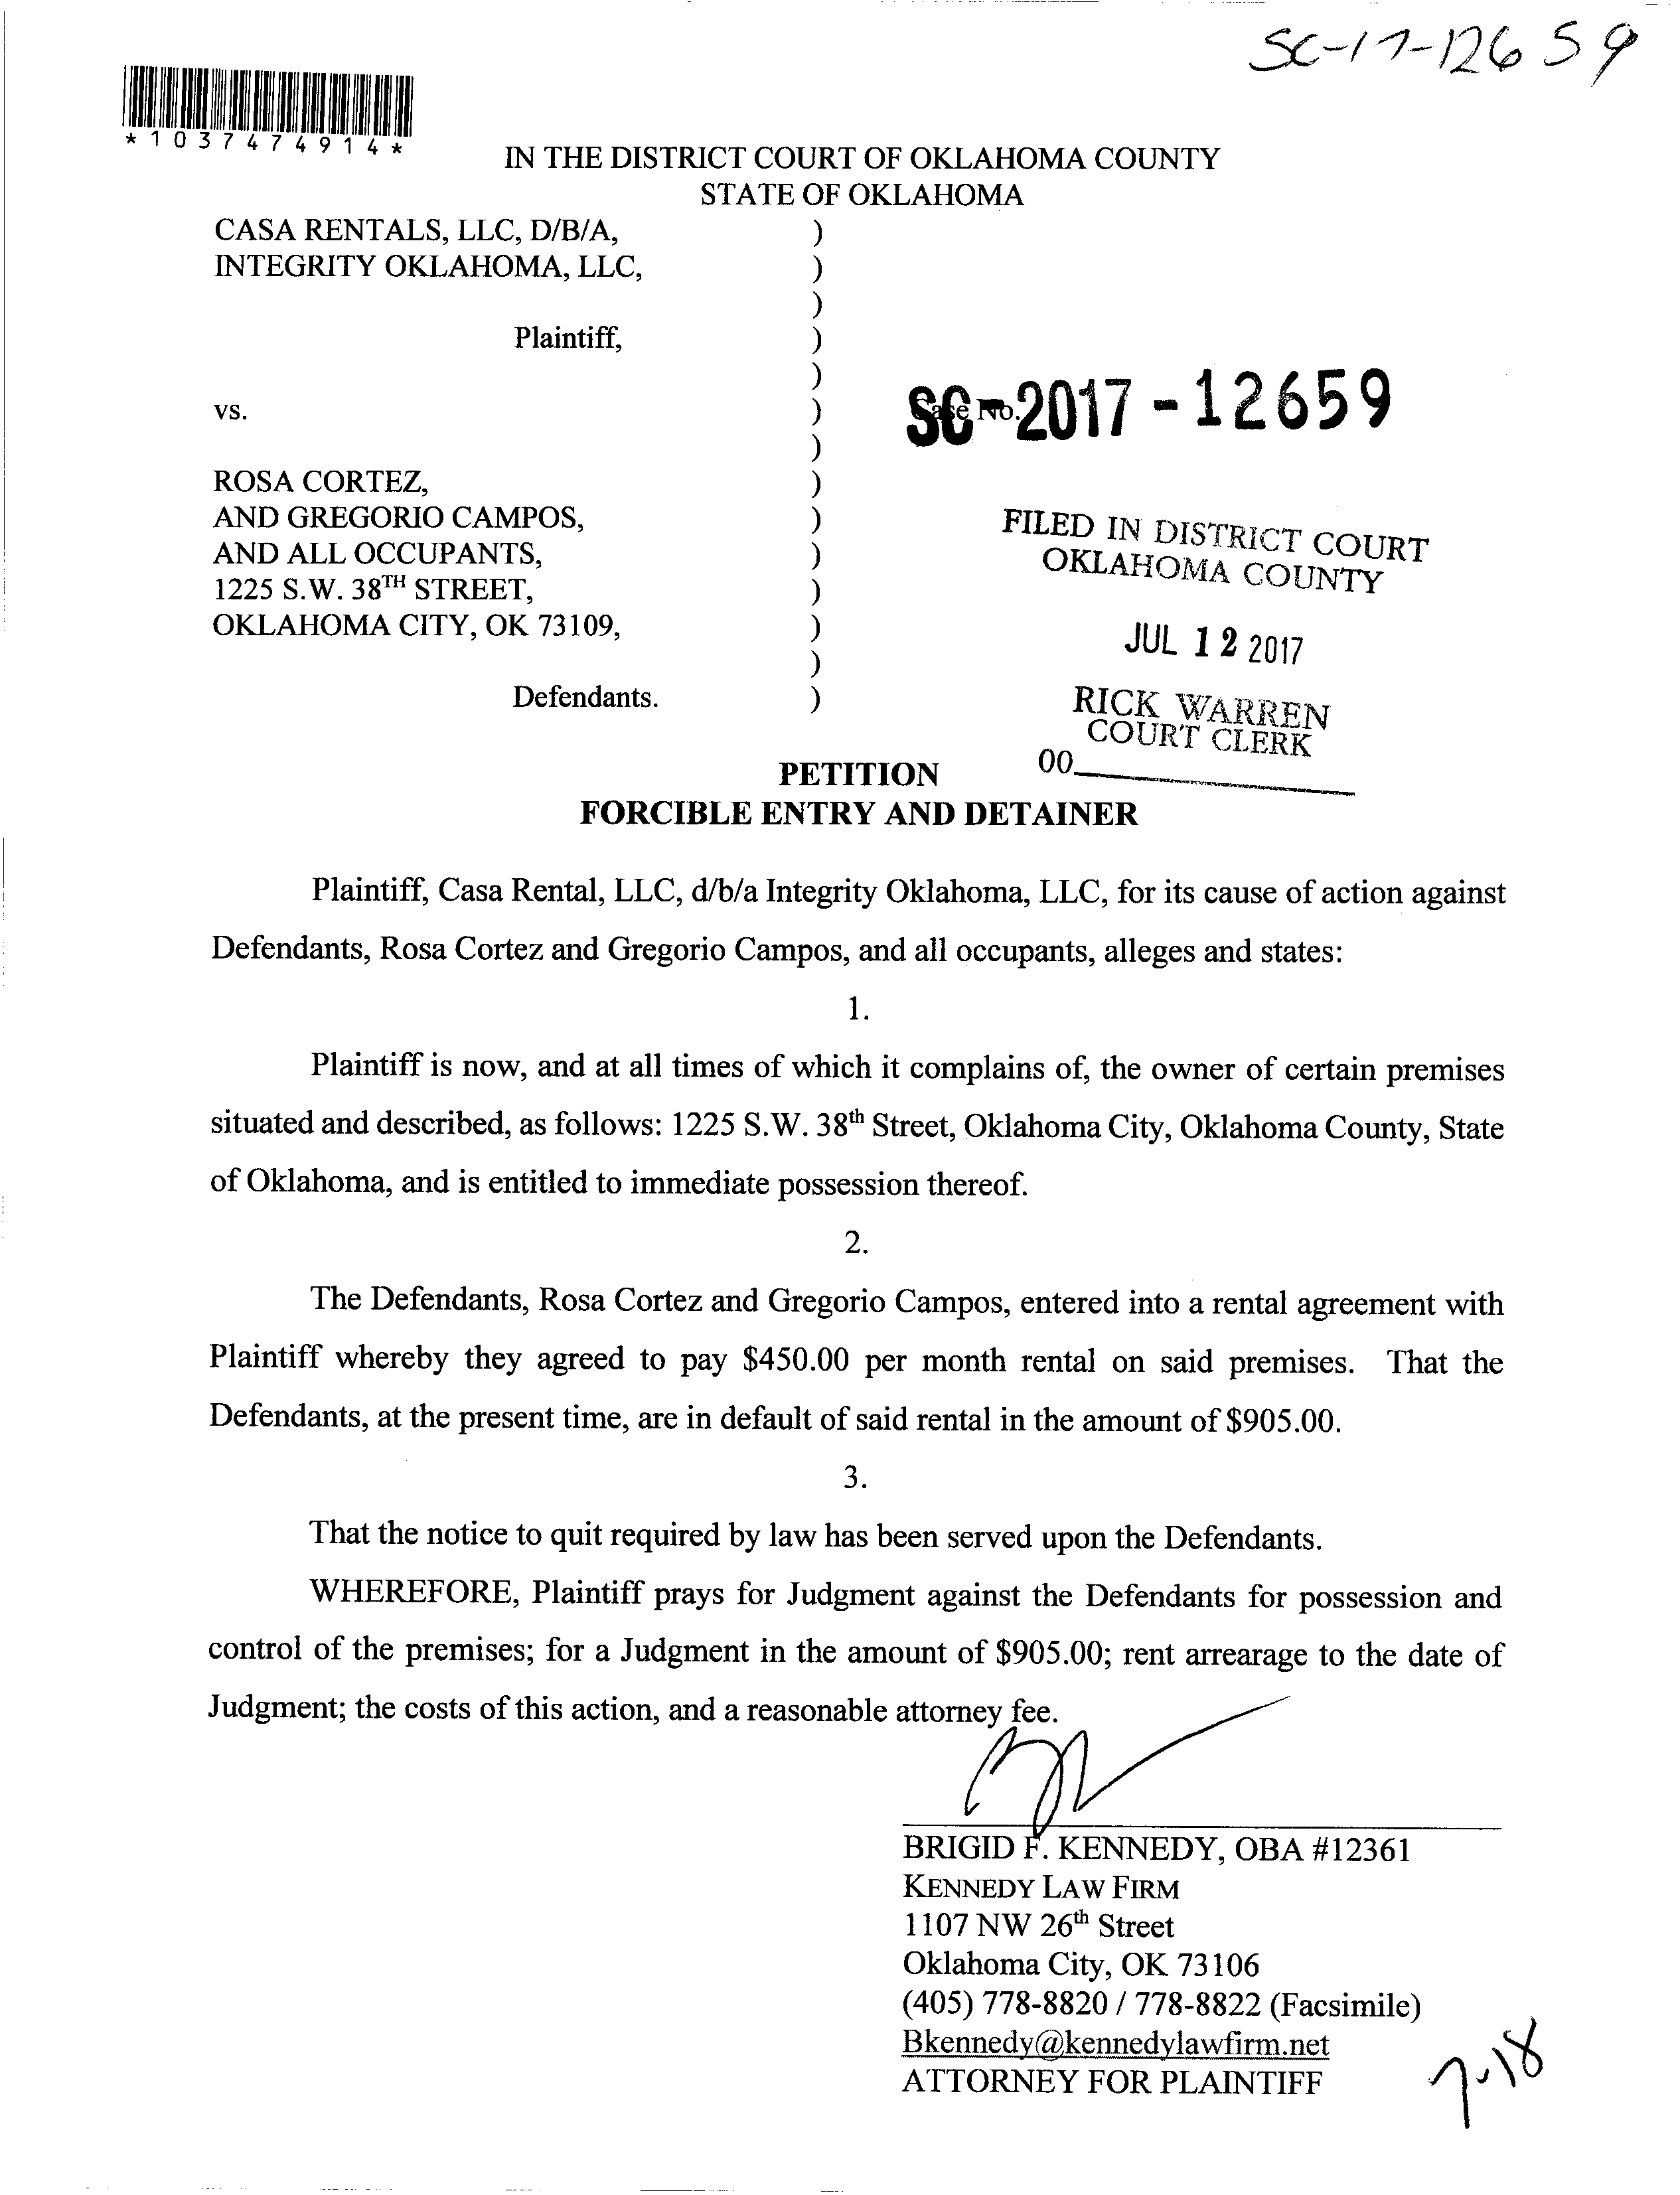 SC-17-12659
*1037474914*
IN THE DISTRICT COURT OF OKLAHOMA COUNTY
STATE OF OKLAHOMA
CASA RENTALS, LLC, D/B/A, )
INTEGRITY OKLAHOMA, LLC, )
)
Plaintiff, )
)
vs. ) Case No.
SC-2017-12659
)
ROSA CORTEZ, )
AND GREGORIO CAMPOS, )
AND ALL OCCUPANTS, )
1225 S.W. 38TH STREET, )
OKLAHOMA CITY, OK 73109, )
)
Defendants. )
FILED IN DISTRICT COURT
OKLAHOMA COUNTY
JUL 12 2017
RICK WARREN
COURT CLERK
00
PETITION
FORCIBLE ENTRY AND DETAINER
Plaintiff, Casa Rental, LLC, d/b/a Integrity Oklahoma, LLC, for its cause of action against
Defendants, Rosa Cortez and Gregorio Campos, and all occupants, alleges and states:
1.
Plaintiff is now, and at all times of which it complains of, the owner of certain premises
situated and described, as follows: 1225 S.W. 38th Street, Oklahoma City, Oklahoma County, State
of Oklahoma, and is entitled to immediate possession thereof.
2.
The Defendants, Rosa Cortez and Gregorio Campos, entered into a rental agreement with
Plaintiff whereby they agreed to pay $450.00 per month rental on said premises. That the
Defendants, at the present time, are in default of said rental in the amount of $905.00.
3.
That the notice to quit required by law has been served upon the Defendants.
WHEREFORE, Plaintiff prays for Judgment against the Defendants for possession and
control of the premises; for a Judgment in the amount of $905.00; rent arrearage to the date of
Judgment; the costs of this action, and a reasonable attorney fee.
BRIGID F. KENNEDY, OBA #12361
KENNEDY LAW FIRM
1107 NW 26th Street
Oklahoma City, OK 73106
(405) 778-8820 / 778-8822 (Facsimile)
Bkennedy@kennedylawfirm.net
ATTORNEY FOR PLAINTIFF
7-18